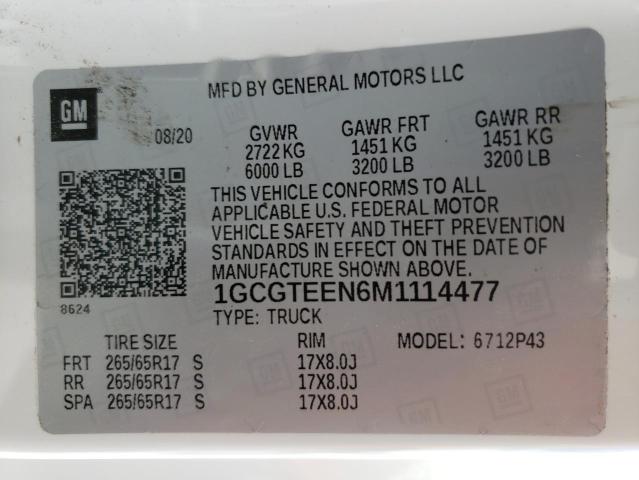 GM
MFD BY GENERAL MOTORS LLC
08/20
GVWR GAWR FRT GAWR RR
2722 KG 1451 KG 1451 KG
6000 LB 3200 LB 3200 LB
THIS VEHICLE CONFORMS TO ALL
APPLICABLE U.S. FEDERAL MOTOR
VEHICLE SAFETY AND THEFT PREVENTION
STANDARDS IN EFFECT ON THE DATE OF
MANUFACTURE SHOWN ABOVE.
8624
1GCGTEEN6M1114477
TYPE: TRUCK
TIRE SIZE RIM MODEL: 6712P43
FRT 265/65R17 S 17X8.0J
RR 265/65R17 S 17X8.0J
SPA 265/65R17 S 17X8.0J